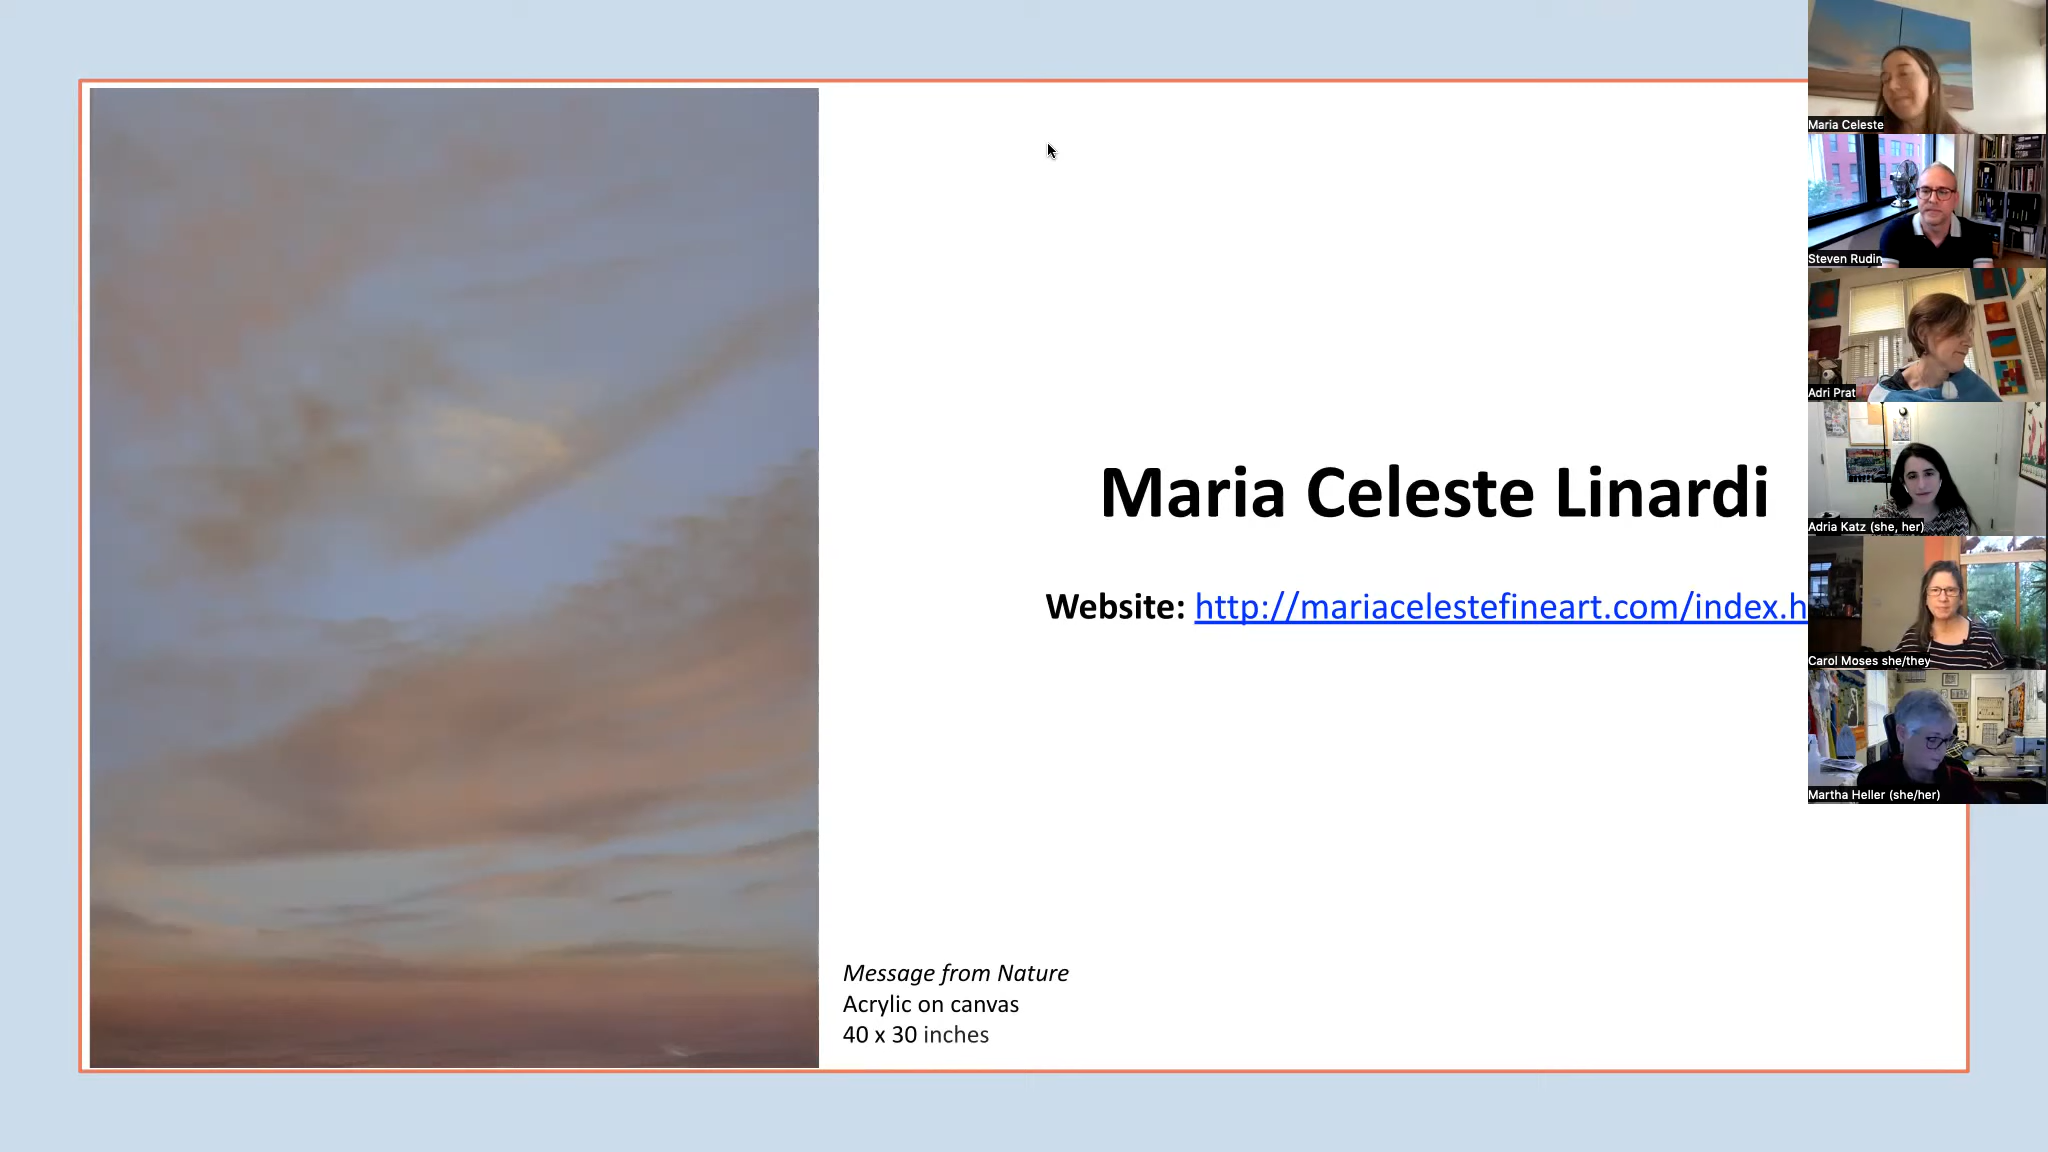 Maria Celeste Linardi
Website: http://mariacelestefineart.com/index.h
Message from Nature
Acrylic on canvas
40 x 30 inches
Maria Celeste
Steven Rudin
Adri Prat
Adria Katz (she, her)
Carol Moses she/they
Martha Heller (she/her)